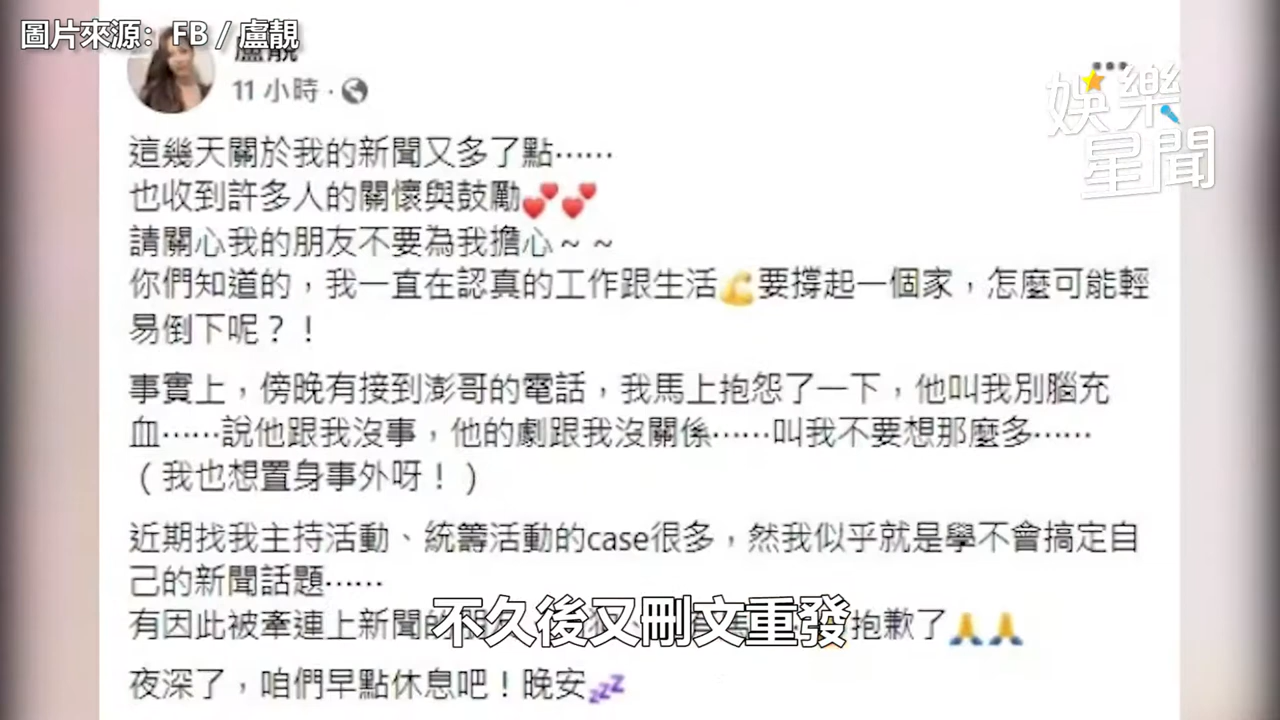 圖片來源：FB / 盧靚
盧靚
11 小時
娛樂
星聞
這幾天關於我的新聞又多了點……
也收到許多人的關懷與鼓勵💕💕
請關心我的朋友不要為我擔心~ ~
你們知道的，我一直在認真的工作跟生活💪要撐起一個家，怎麼可能輕
易倒下呢？！
事實上，傍晚有接到澎哥的電話，我馬上抱怨了一下，他叫我別腦充
血……說他跟我沒事，他的劇跟我沒關係……叫我不要想那麼多……
（我也想置身事外呀！）
近期找我主持活動、統籌活動的case很多，然我似乎就是學不會搞定自
己的新聞話題……
有因此被牽連上新聞的 抱歉了🙏🙏
不久後又刪文重發
夜深了，咱們早點休息吧！晚安💤